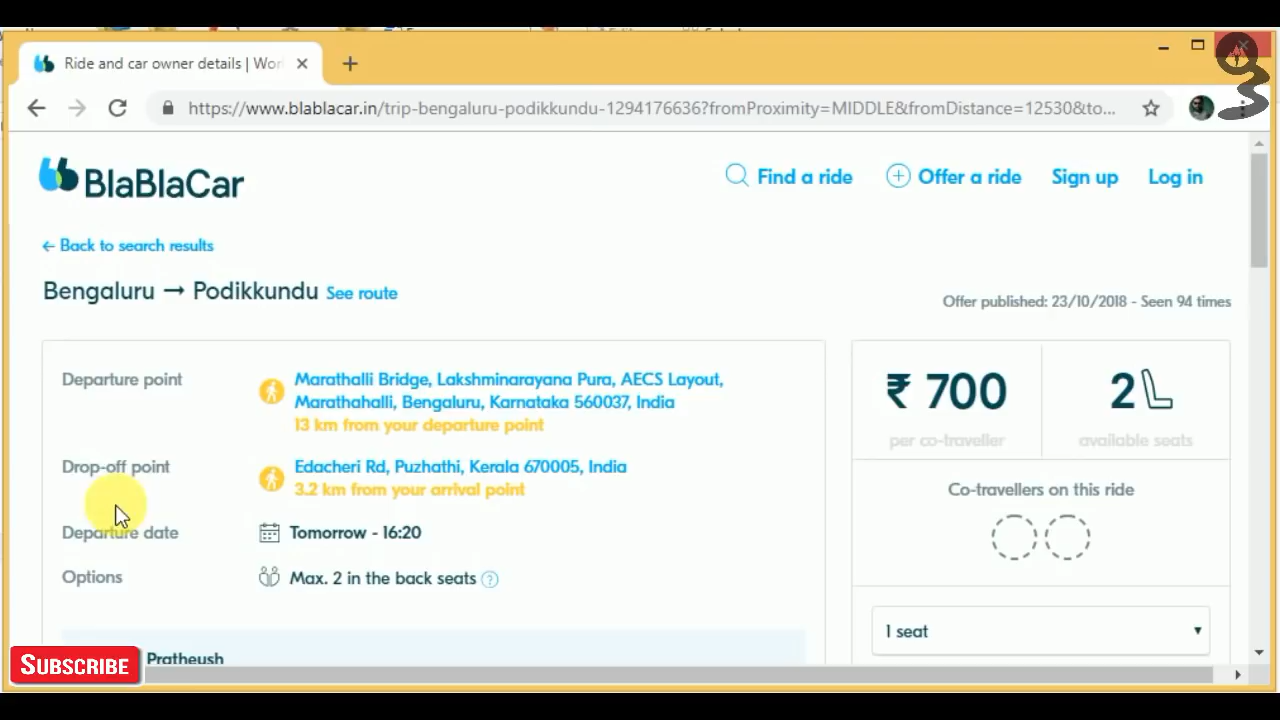 Ride and car owner details | Wor
https://www.blablacar.in/trip-bengaluru-podikkundu-1294176636?fromProximity=MIDDLE&fromDistance=12530&to...
BlaBlaCar
Find a ride
Offer a ride
Sign up
Log in
← Back to search results
Bengaluru → Podikkundu See route
Offer published: 23/10/2018 - Seen 94 times
Departure point
Marathalli Bridge, Lakshminarayana Pura, AECS Layout,
Marathahalli, Bengaluru, Karnataka 560037, India
13 km from your departure point
Drop-off point
Edacheri Rd, Puzhathi, Kerala 670005, India
3.2 km from your arrival point
Departure date
Tomorrow - 16:20
Options
Max. 2 in the back seats ?
₹ 700
per co-traveller
2
available seats
Co-travellers on this ride
1 seat
Pratheush
SUBSCRIBE